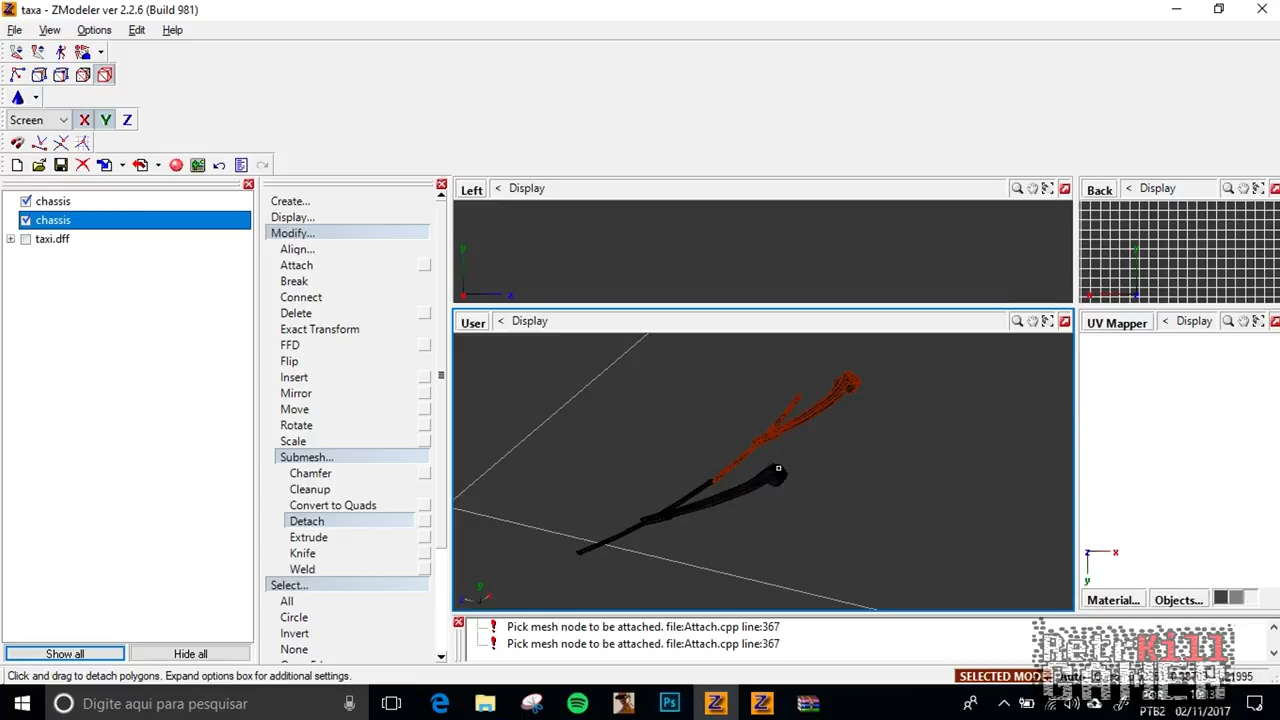 taxa - ZModeler ver 2.2.6 (Build 981)
File View Options Edit Help
Screen X Y Z
chassis
chassis
taxi.dff
Show all Hide all
Create...
Display...
Modify...
Align...
Attach
Break
Connect
Delete
Exact Transform
FFD
Flip
Insert
Mirror
Move
Rotate
Scale
Submesh...
Chamfer
Cleanup
Convert to Quads
Detach
Extrude
Knife
Weld
Select...
All
Circle
Invert
None
Left < Display
Back < Display
User < Display
UV Mapper < Display
Material... Objects...
Pick mesh node to be attached. file:Attach.cpp line:367
Pick mesh node to be attached. file:Attach.cpp line:367
Click and drag to detach polygons. Expand options box for additional settings.
SELECTED MODE Auto
RetrKill
GAMER
Digite aqui para pesquisar
PTB2 02/11/2017